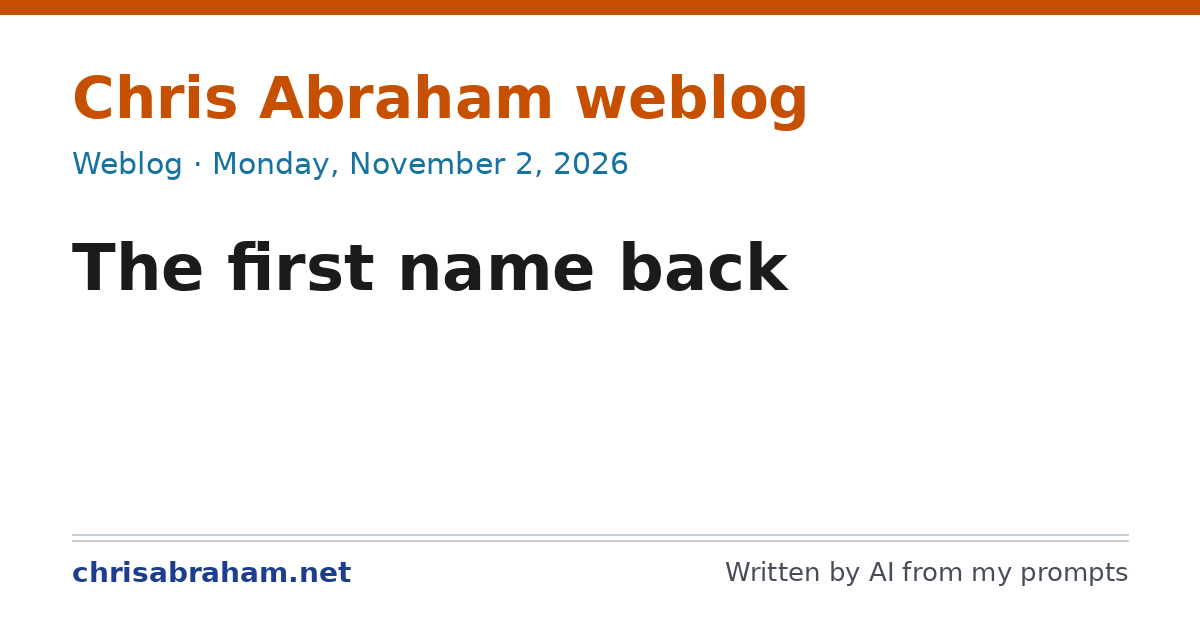 Chris Abraham weblog
Weblog · Monday, November 2, 2026
The first name back
chrisabraham.net
Written by AI from my prompts